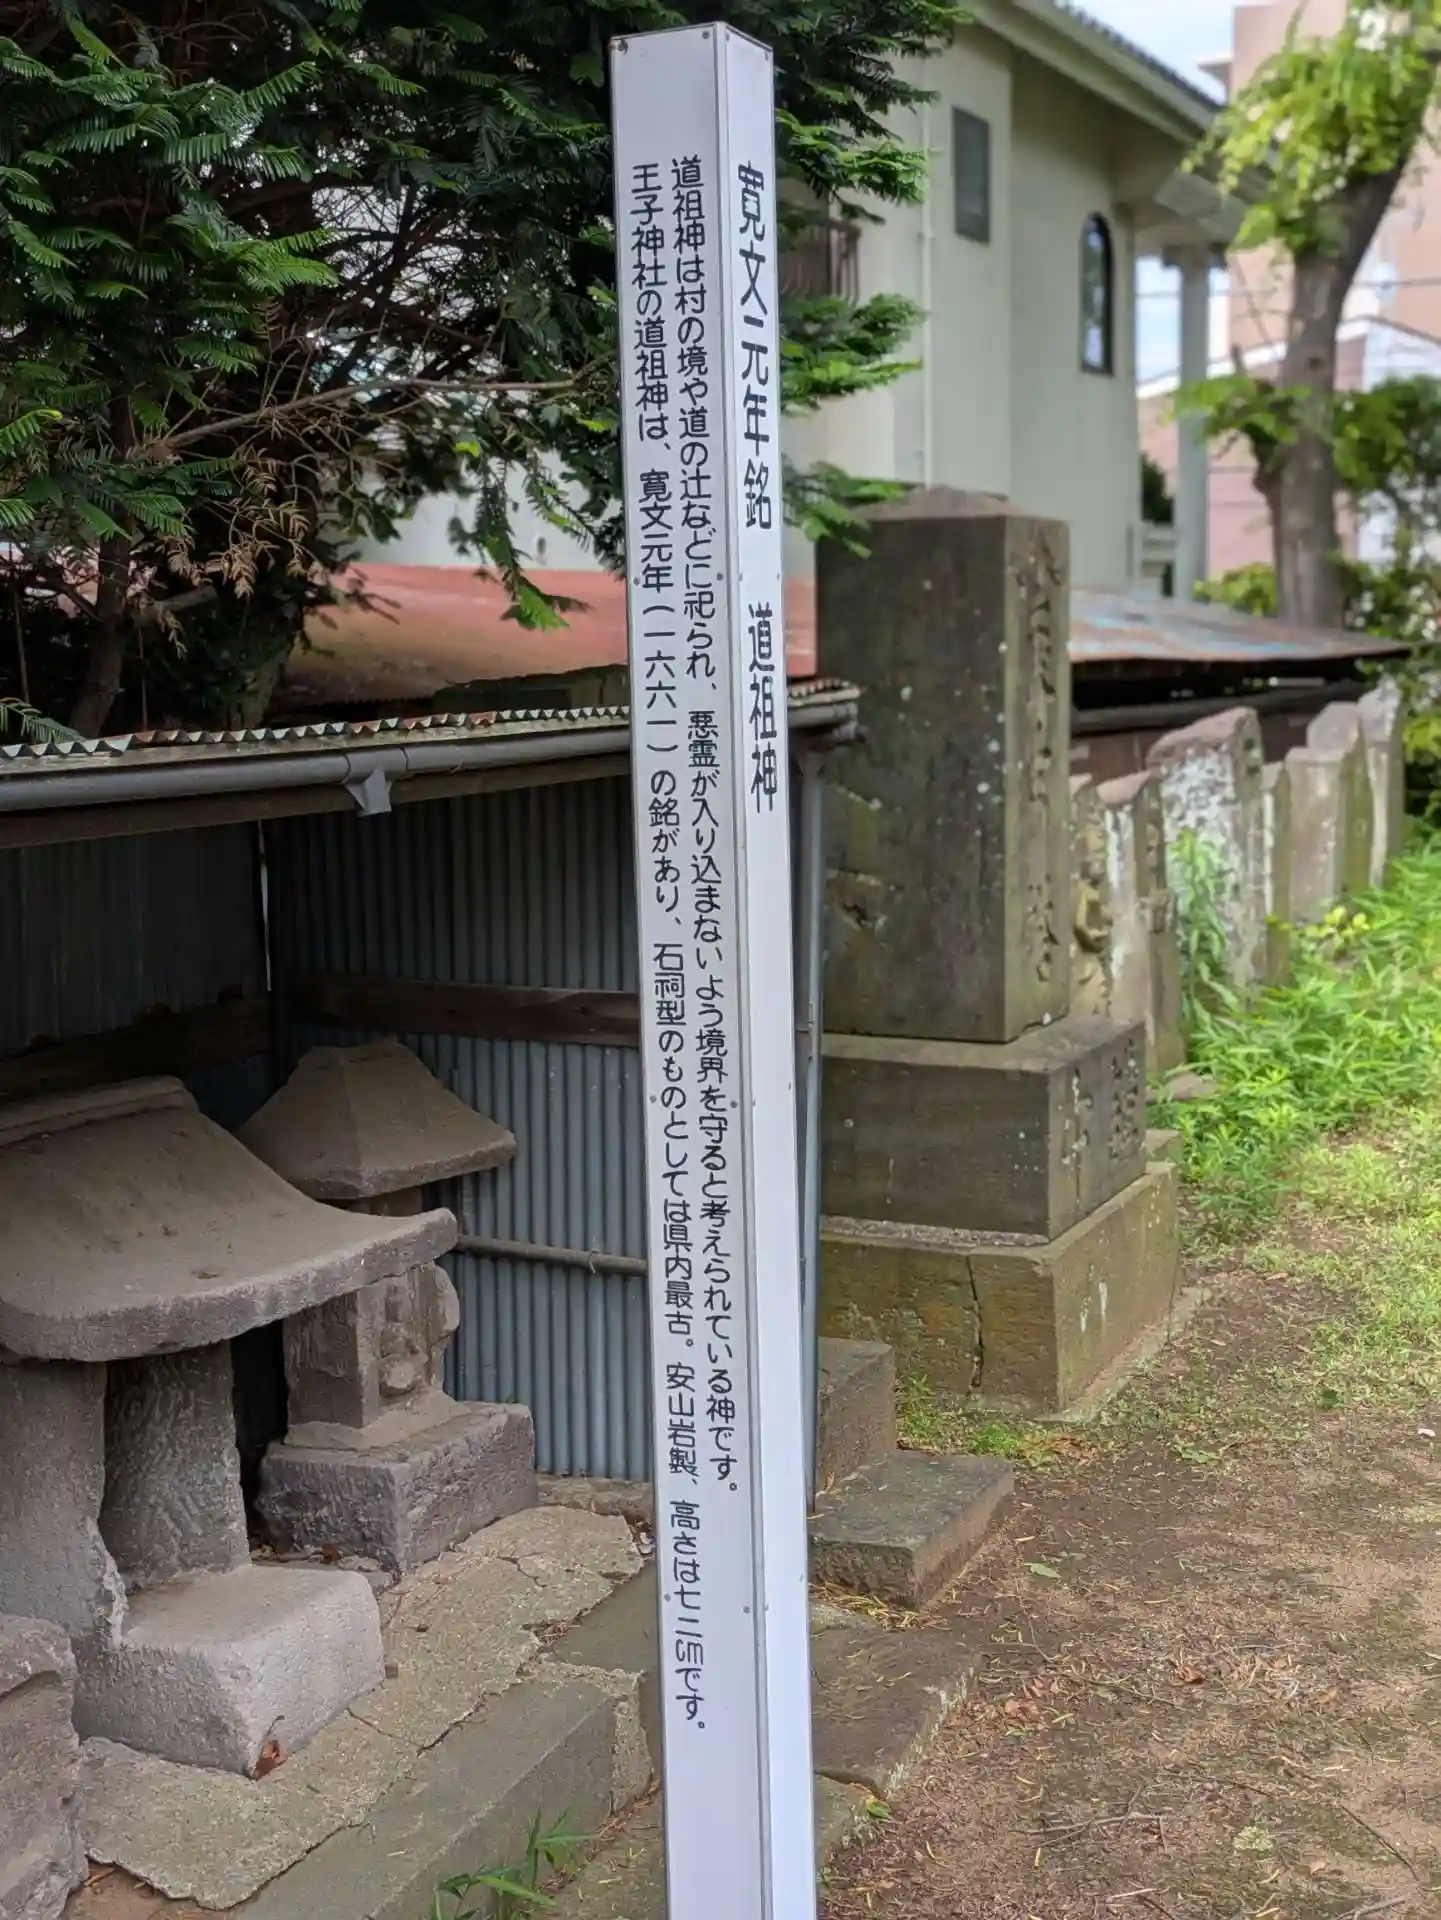 寛文元年銘 道祖神
道祖神は村の境や道の辻などに祀られ、悪霊が入り込まないよう境界を守ると考えられている神です。
王子神社の道祖神は、寛文元年(一六六一)の銘があり、石祠型のものとしては県内最古。安山岩製、高さは七二㎝です。